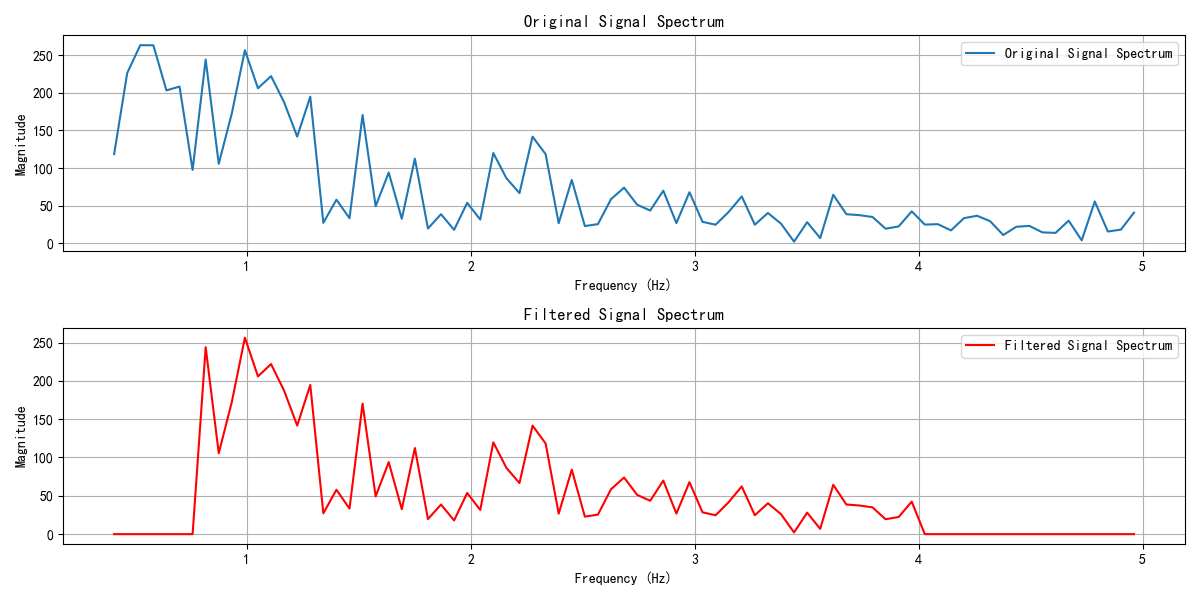 Original Signal Spectrum
Original Signal Spectrum
250
200
150
100
50
0
Magnitude
1 2 3 4 5
Frequency (Hz)
Filtered Signal Spectrum
Filtered Signal Spectrum
250
200
150
100
50
0
Magnitude
1 2 3 4 5
Frequency (Hz)